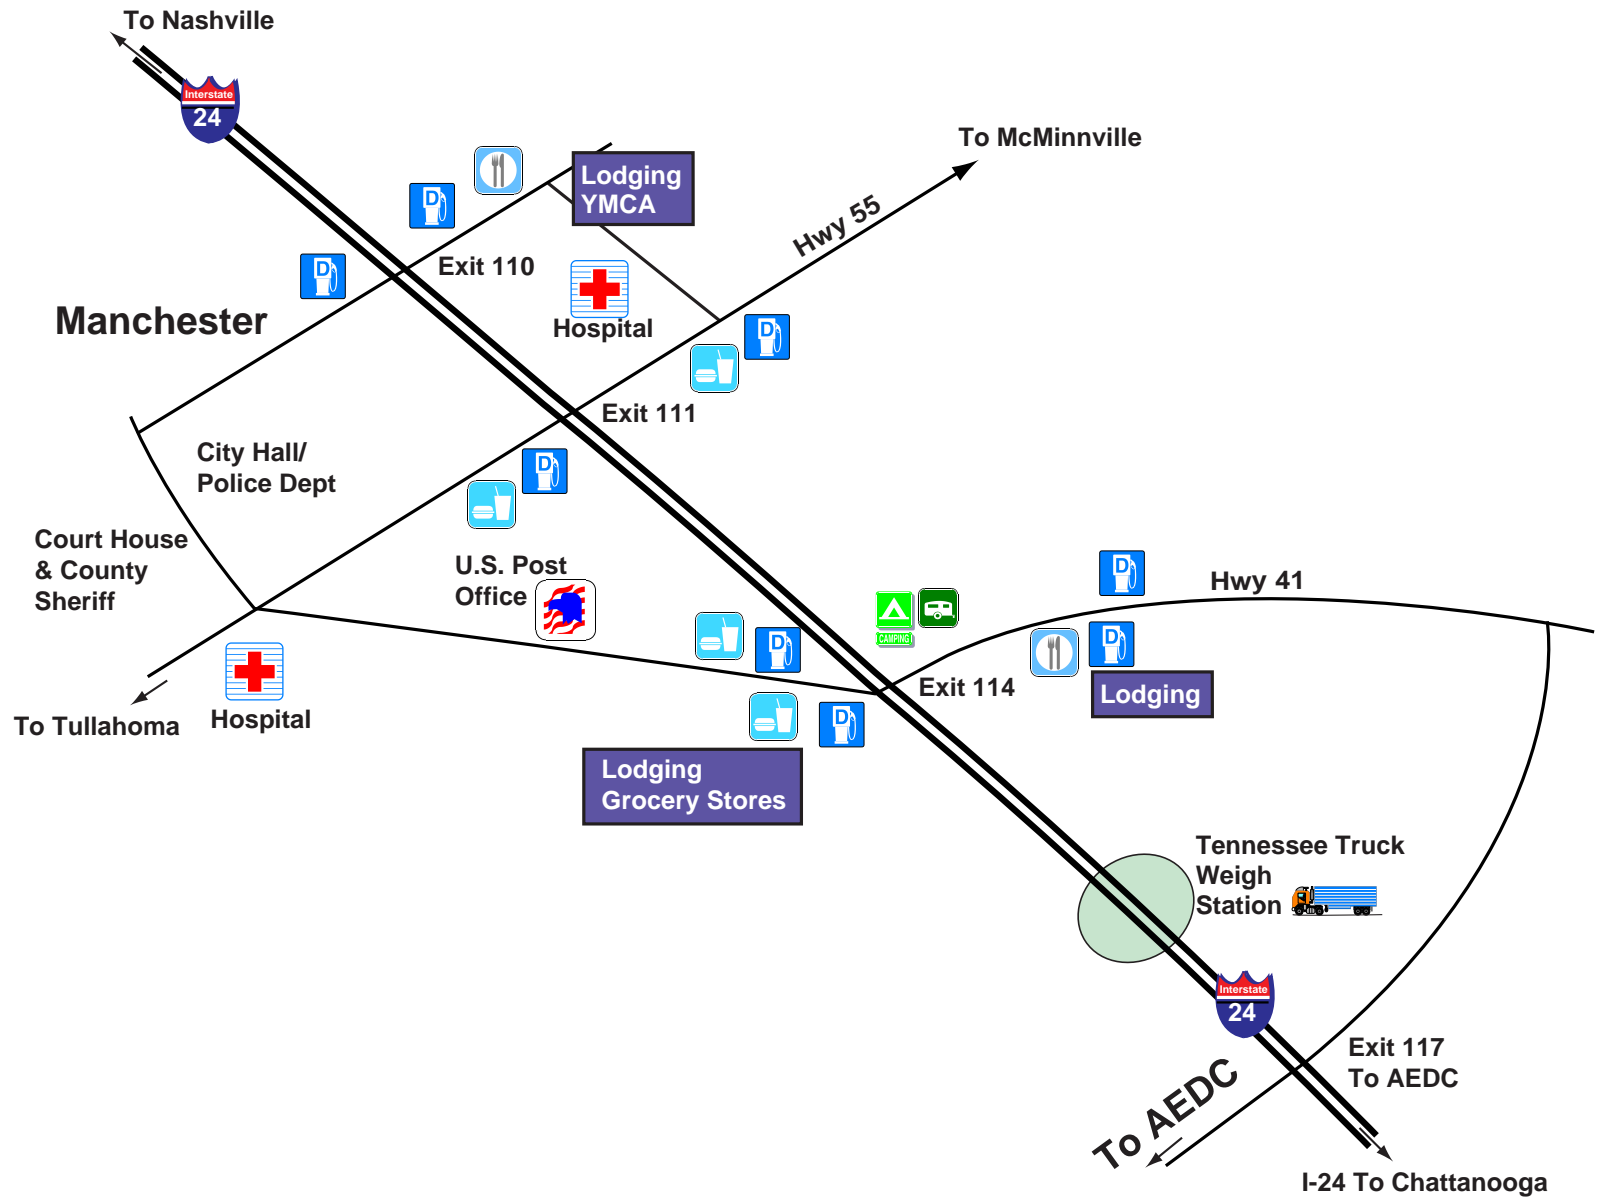 To Nashville
Interstate
24
To McMinnville
Lodging
YMCA
D
Hwy 55
D
Exit 110
Manchester
Hospital
D
Exit 111
City Hall/
Police Dept
D
Court House
& County
Sheriff
U.S. Post
Office
D
Hwy 41
CAMPING
D
D
Exit 114
Lodging
To Tullahoma
Hospital
D
Lodging
Grocery Stores
Tennessee Truck
Weigh
Station
Interstate
24
Exit 117
To AEDC
To AEDC
I-24 To Chattanooga